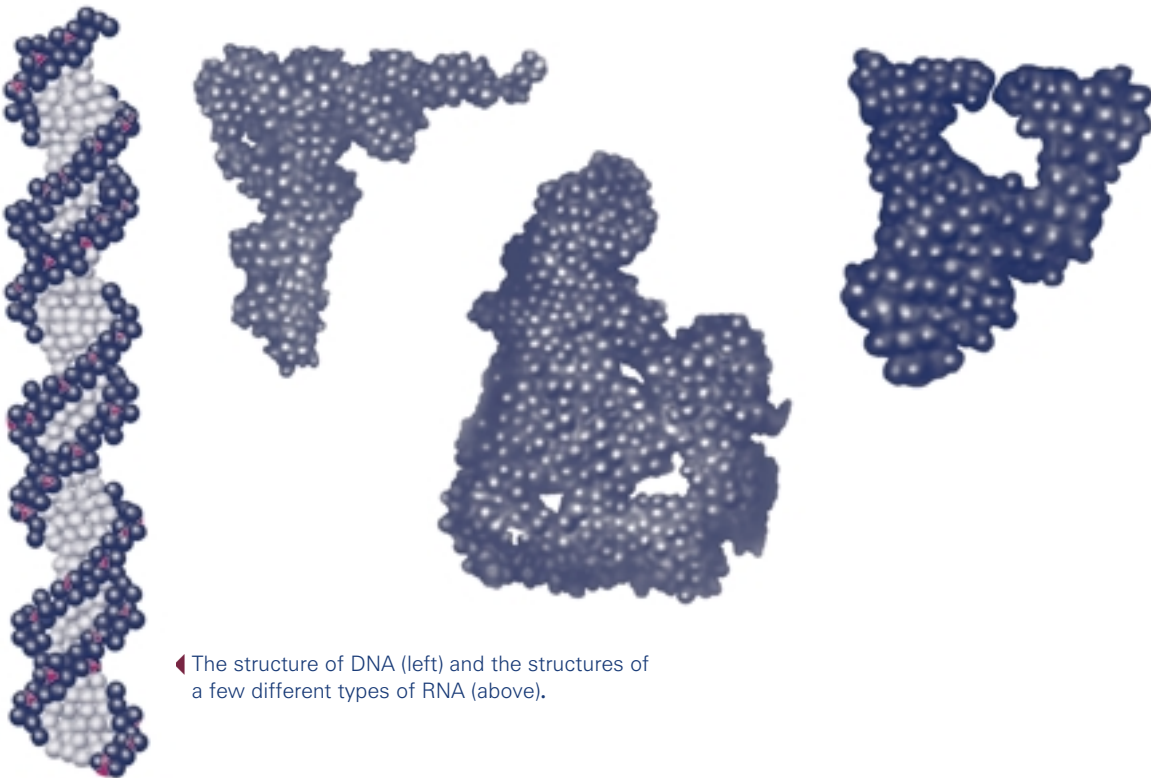 The structure of DNA (left) and the structures of
a few different types of RNA (above).